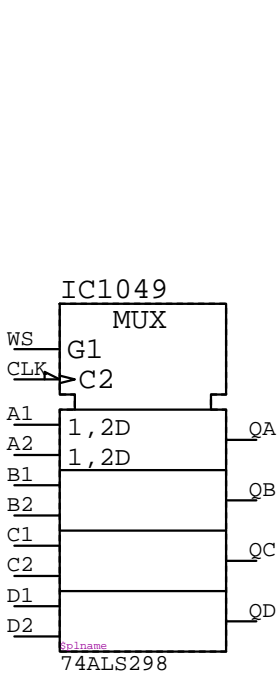 IC1049
MUX
WS
G1
CLK
C2
A1
1,2D
QA
A2
1,2D
B1
QB
B2
C1
QC
C2
D1
QD
D2
Splname
74ALS298